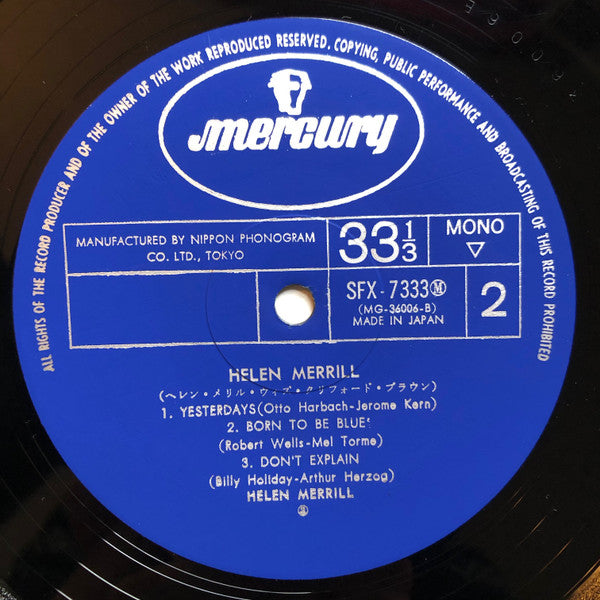 ALL RIGHTS OF THE RECORD PRODUCER AND OF THE OWNER OF THE WORK REPRODUCED RESERVED. COPYING, PUBLIC PERFORMANCE AND BROADCASTING OF THIS RECORD PROHIBITED
mercury
MANUFACTURED BY NIPPON PHONOGRAM
CO. LTD., TOKYO
33 1/3
MONO
▽
SFX-7333Ⓜ
(MG-36006-B)
MADE IN JAPAN
2
HELEN MERRILL
(ヘレン・メリル・ウィズ・クリフォード・ブラウン)
1. YESTERDAYS(Otto Harbach-Jerome Kern)
2. BORN TO BE BLUE
(Robert Wells-Mel Torme)
3. DON'T EXPLAIN
(Billy Holiday-Arthur Herzog)
HELEN MERRILL